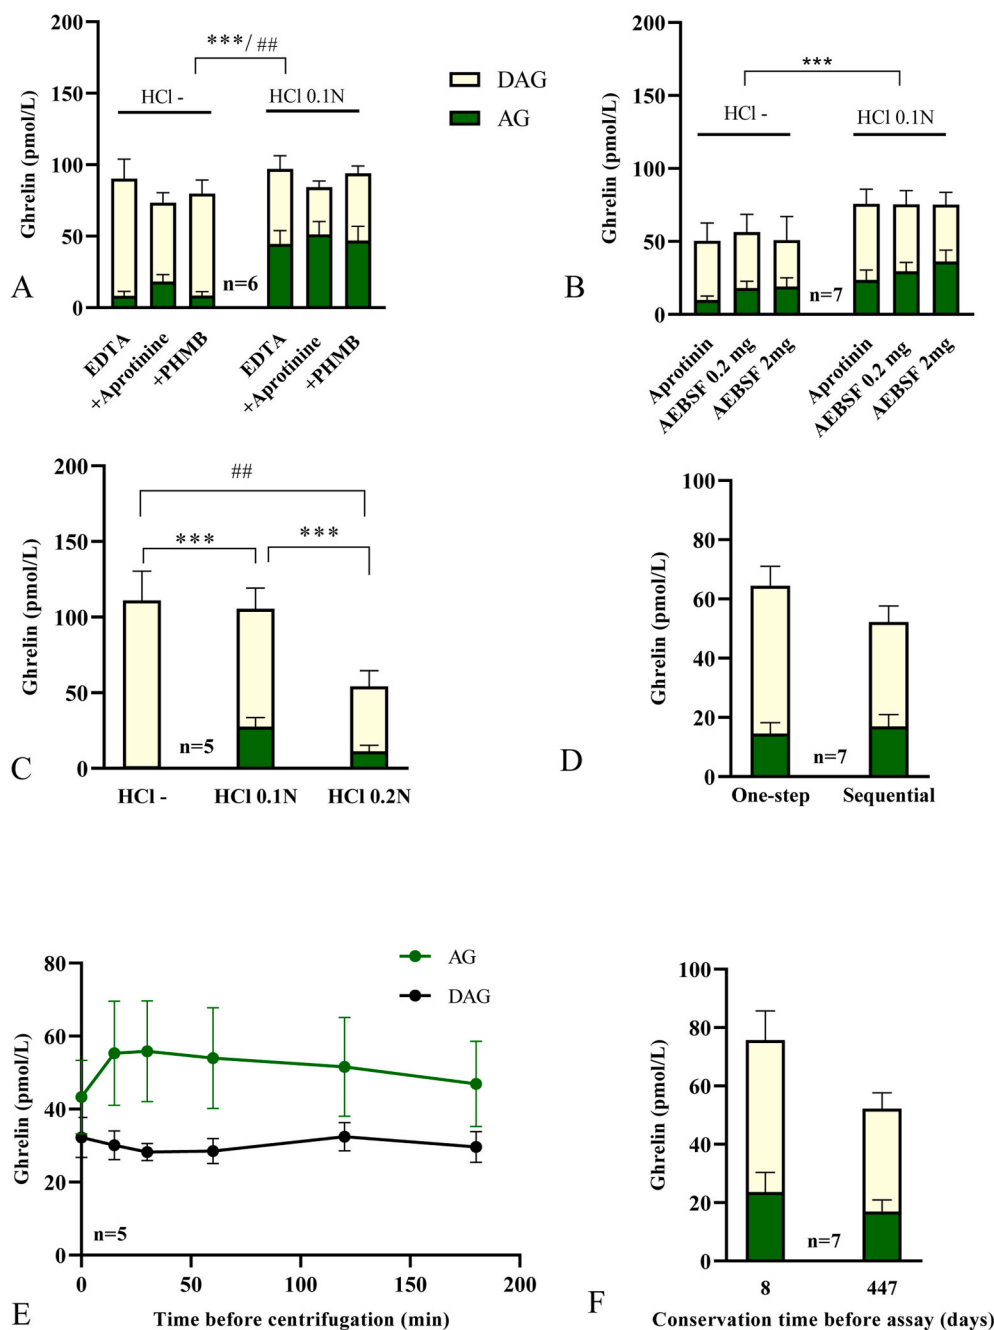 200
150
100
50
0
Ghrelin (pmol/L)
***/ ##
HCl -
HCl 0.1N
n=6
EDTA
+Aprotinine
+PHMB
EDTA
+Aprotinine
+PHMB
A
DAG
AG
200
150
100
50
0
Ghrelin (pmol/L)
***
HCl -
HCl 0.1N
n=7
Aprotinin
AEBSF 0.2 mg
AEBSF 2mg
Aprotinin
AEBSF 0.2 mg
AEBSF 2mg
B
200
150
100
50
0
Ghrelin (pmol/L)
##
***
***
n=5
HCl -
HCl 0.1N
HCl 0.2N
C
100
80
60
40
20
0
Ghrelin (pmol/L)
n=7
One-step
Sequential
D
80
60
40
20
0
Ghrelin (pmol/L)
AG
DAG
n=5
0
50
100
150
200
Time before centrifugation (min)
E
100
80
60
40
20
0
Ghrelin (pmol/L)
n=7
8
447
Conservation time before assay (days)
F